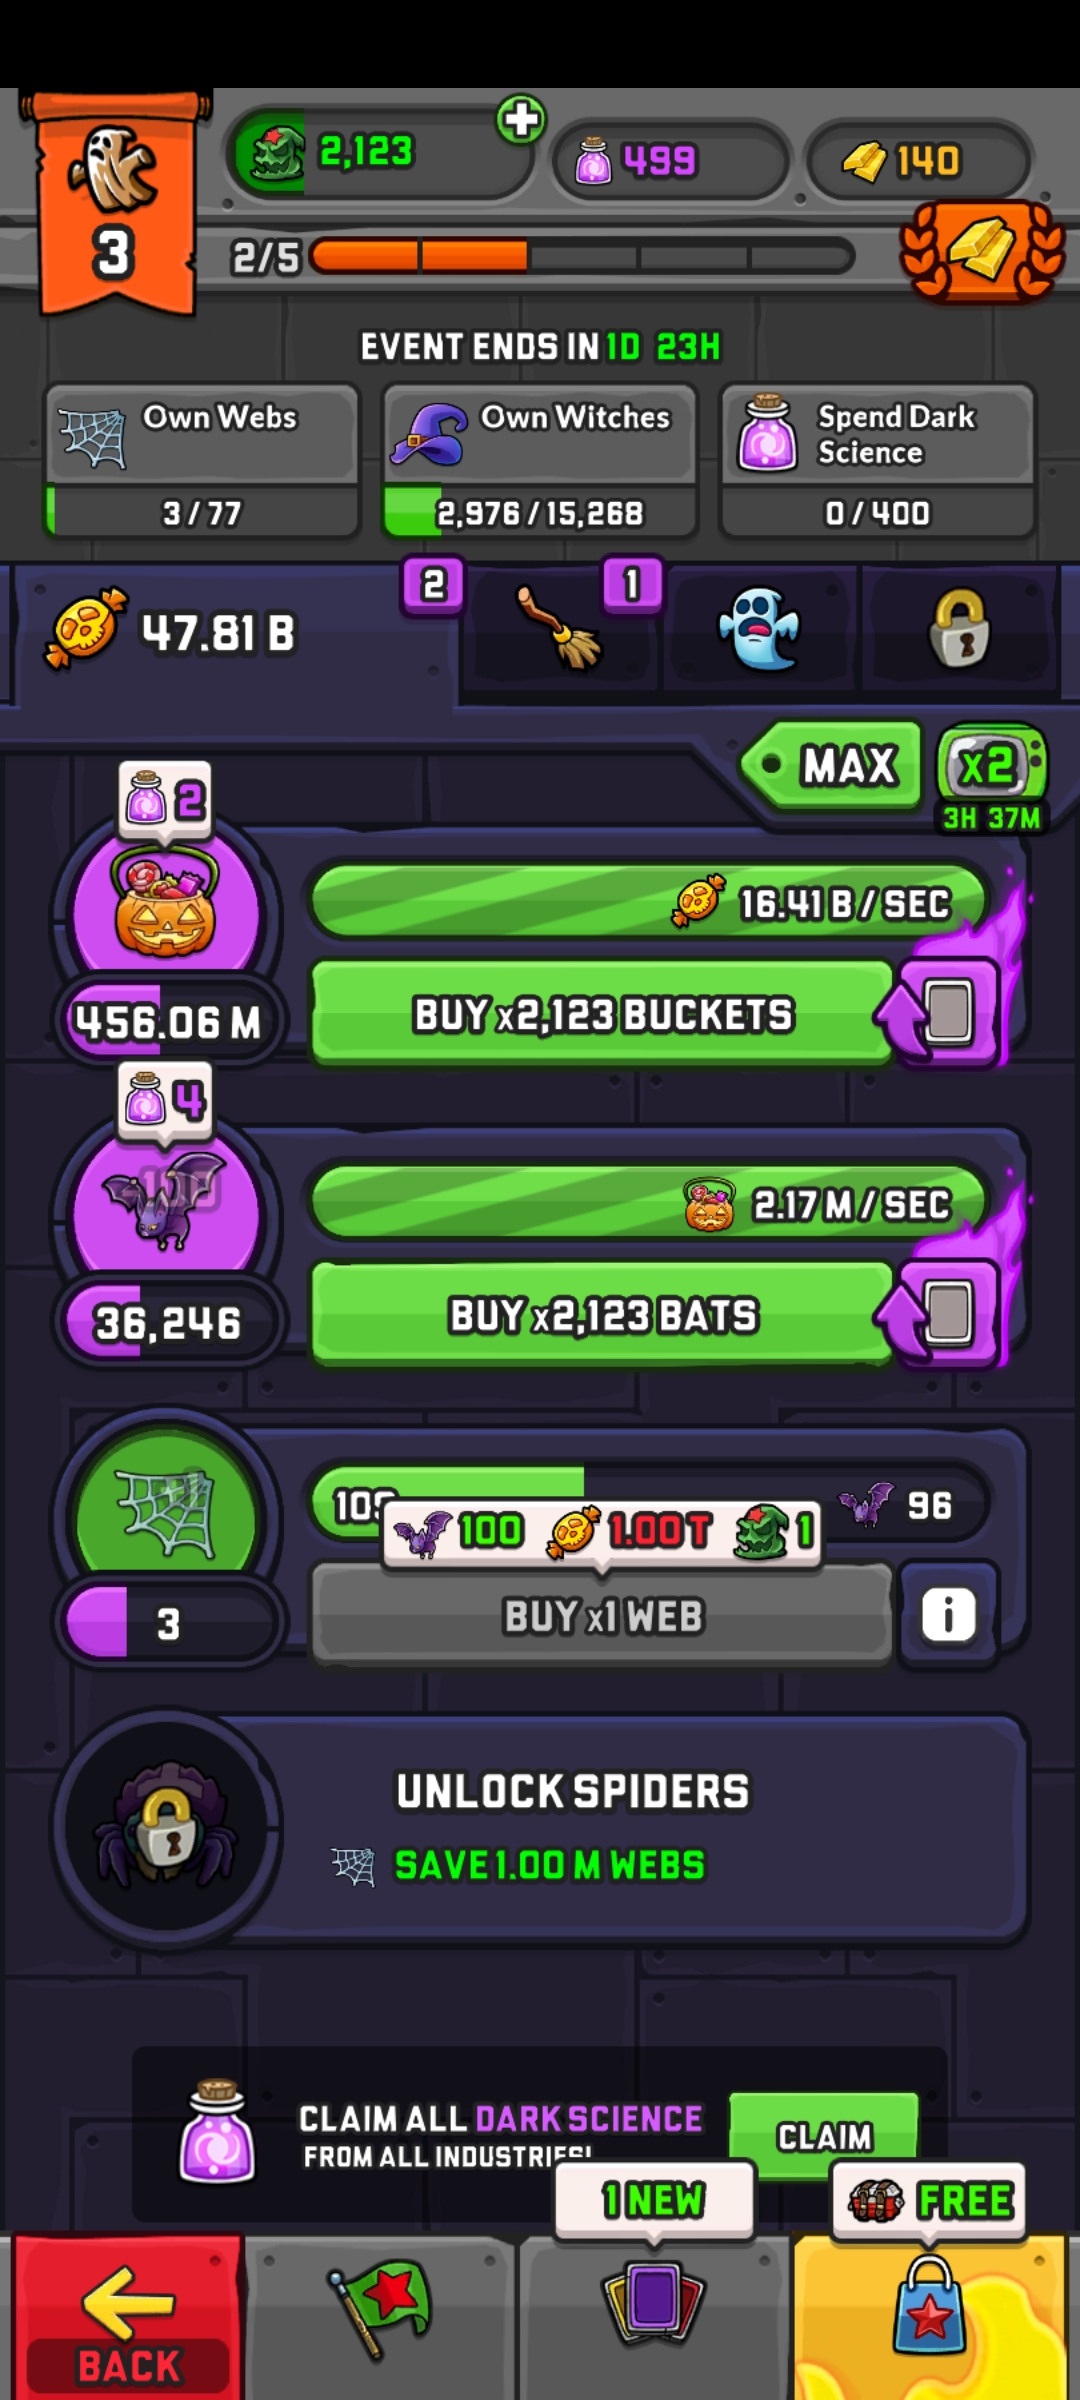 2,123
499
140
3
2/5
EVENT ENDS IN 1D 23H
Own Webs
3/77
Own Witches
2,976/15,268
Spend Dark
Science
0/400
47.81 B
2
1
MAX
x2
3H 37M
2
16.41 B/SEC
BUY x2,123 BUCKETS
456.06 M
4
2.17 M/SEC
BUY x2,123 BATS
36,246
96
100 1.00 T 1
BUY x1 WEB
3
UNLOCK SPIDERS
SAVE 1.00 M WEBS
CLAIM ALL DARK SCIENCE
FROM ALL INDUSTRIES!
CLAIM
1 NEW
FREE
BACK